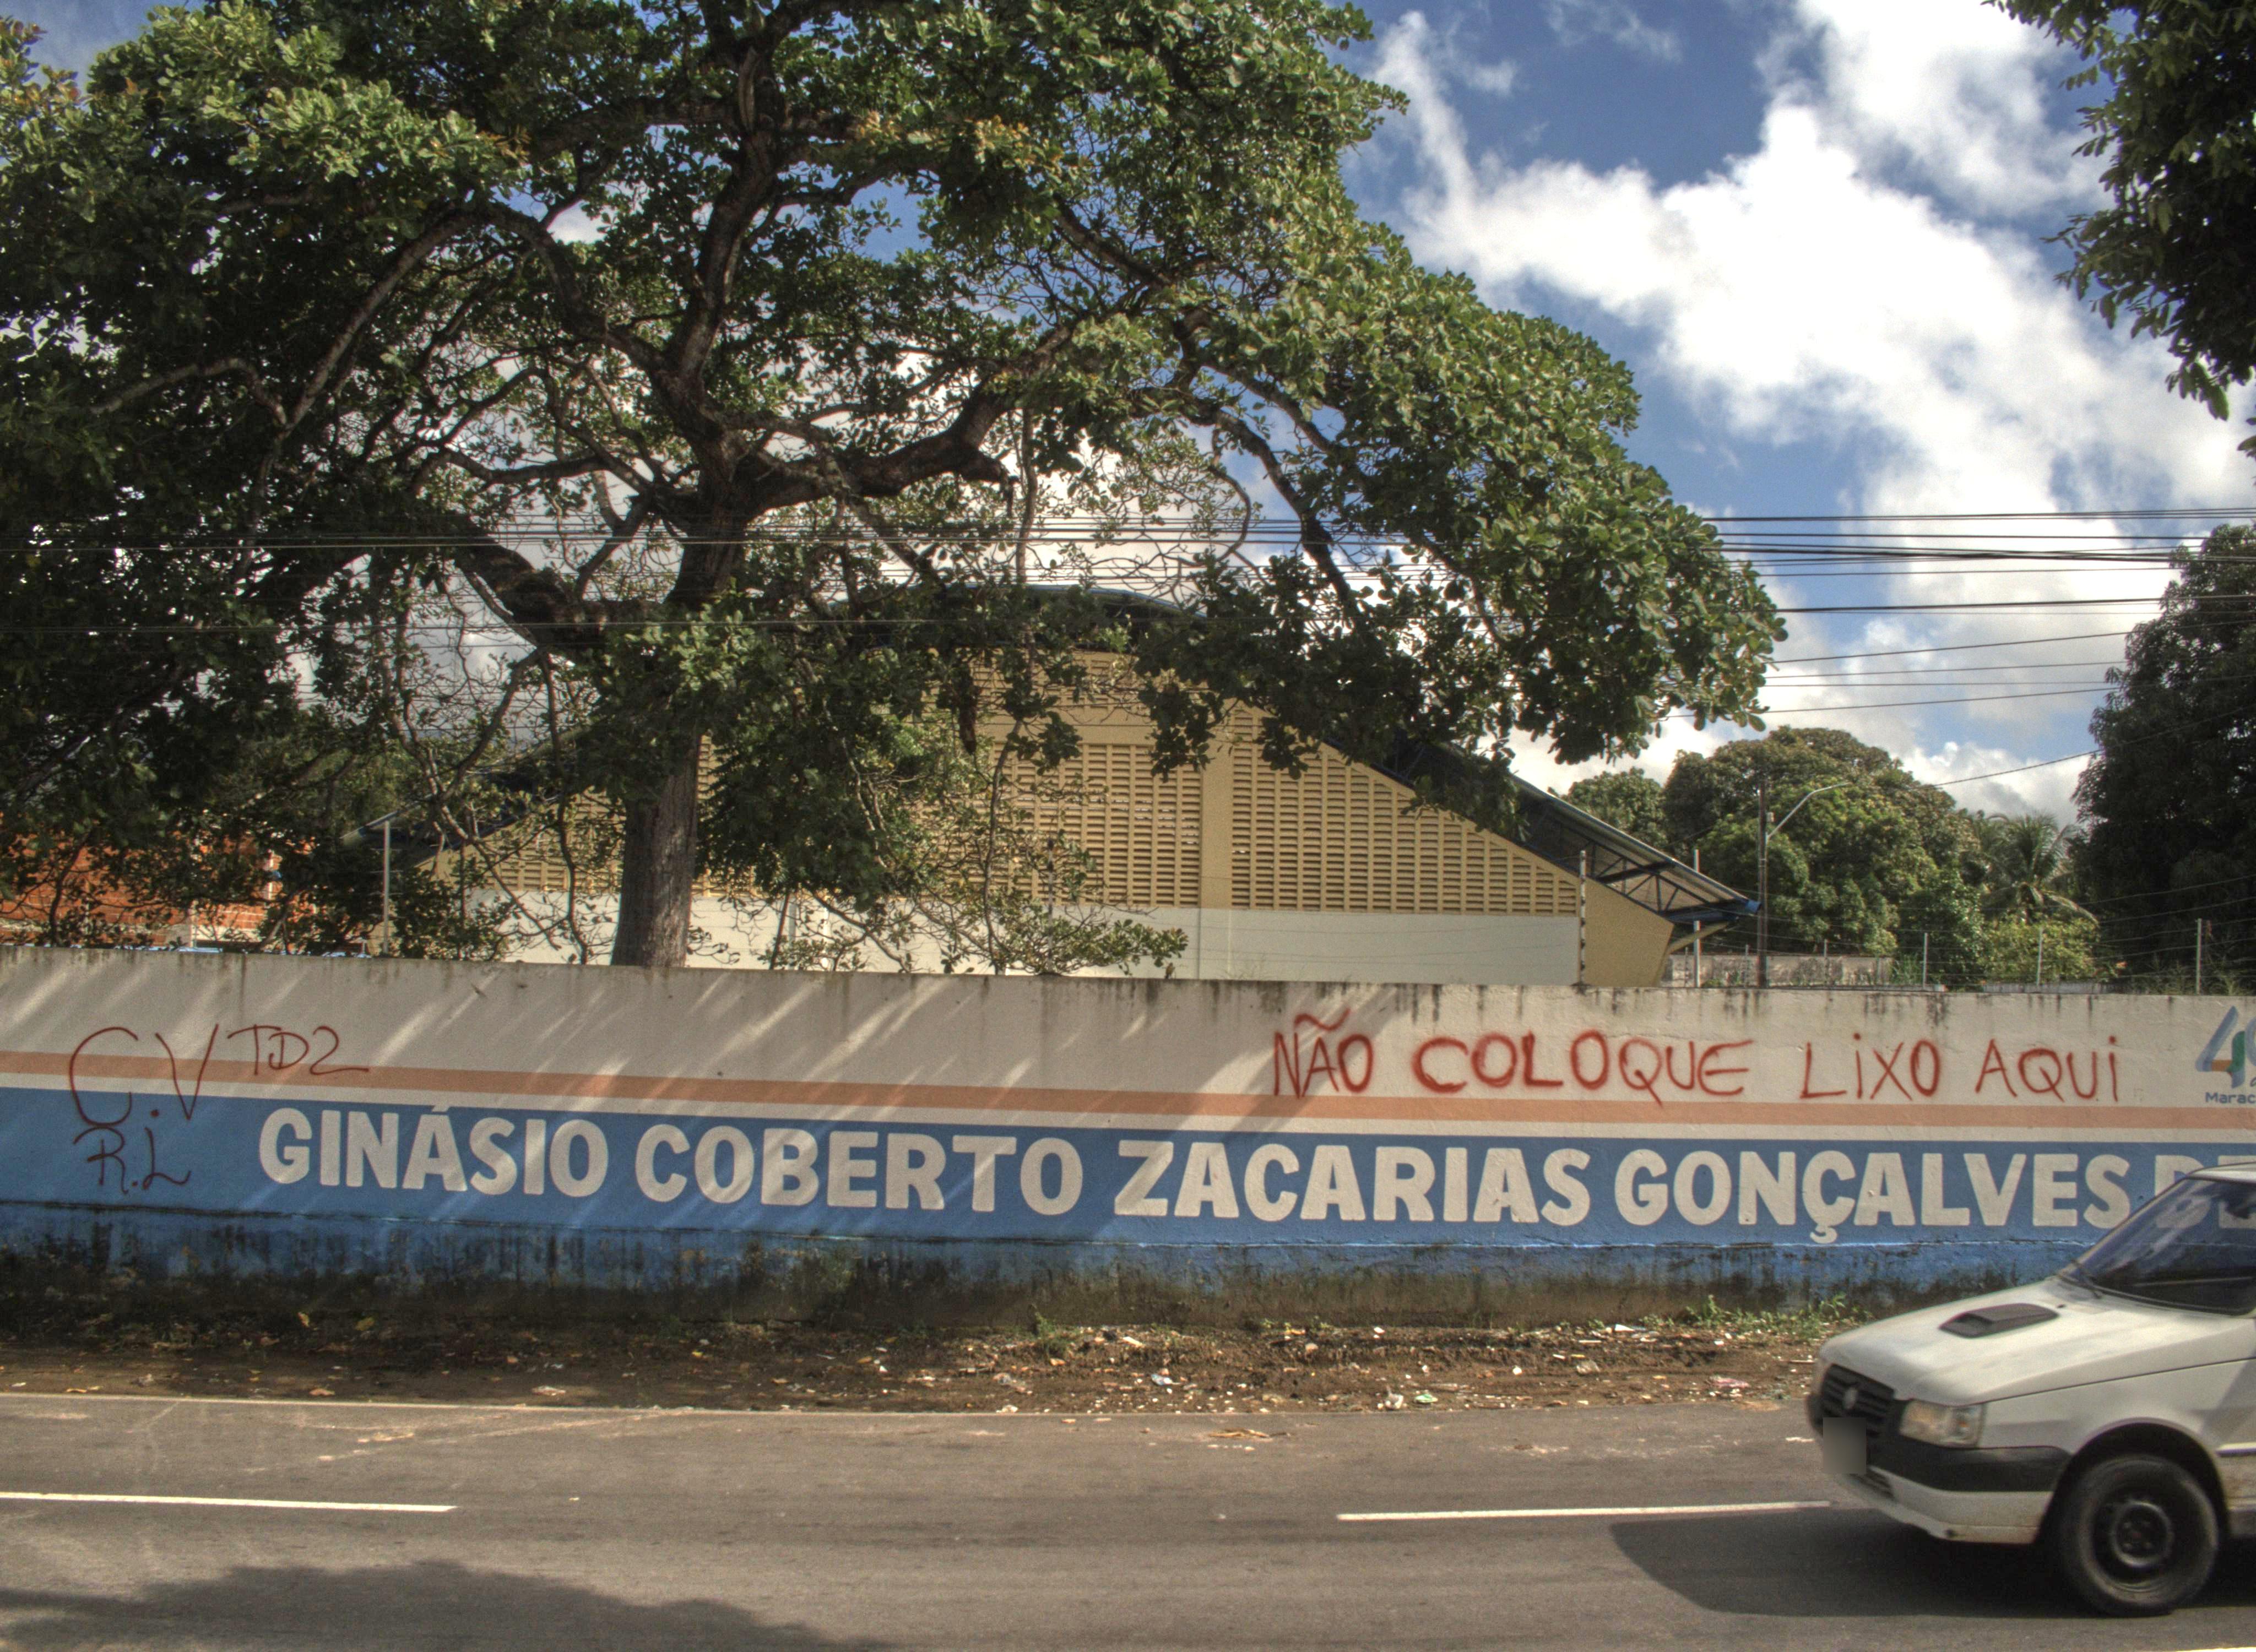 C.V TD2
R.L
NÃO COLOQUE LIXO AQUI
GINÁSIO COBERTO ZACARIAS GONÇALVES